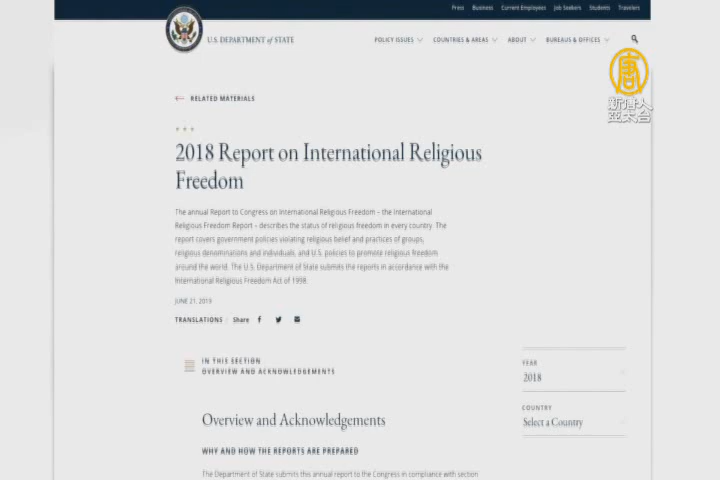 Press Business Current Employees Job Seekers Students Travelers
U.S. DEPARTMENT of STATE
POLICY ISSUES COUNTRIES & AREAS ABOUT BUREAUS & OFFICES
唐
新唐人
亞太台
RELATED MATERIALS
2018 Report on International Religious
Freedom
The annual Report to Congress on International Religious Freedom – the International
Religious Freedom Report – describes the status of religious freedom in every country. The
report covers government policies violating religious belief and practices of groups,
religious denominations and individuals, and U.S. policies to promote religious freedom
around the world. The U.S. Department of State submits the reports in accordance with the
International Religious Freedom Act of 1998.
JUNE 21, 2019
TRANSLATIONS / Share
IN THIS SECTION
OVERVIEW AND ACKNOWLEDGEMENTS
YEAR
2018
COUNTRY
Select a Country
Overview and Acknowledgements
WHY AND HOW THE REPORTS ARE PREPARED
The Department of State submits this annual report to the Congress in compliance with section